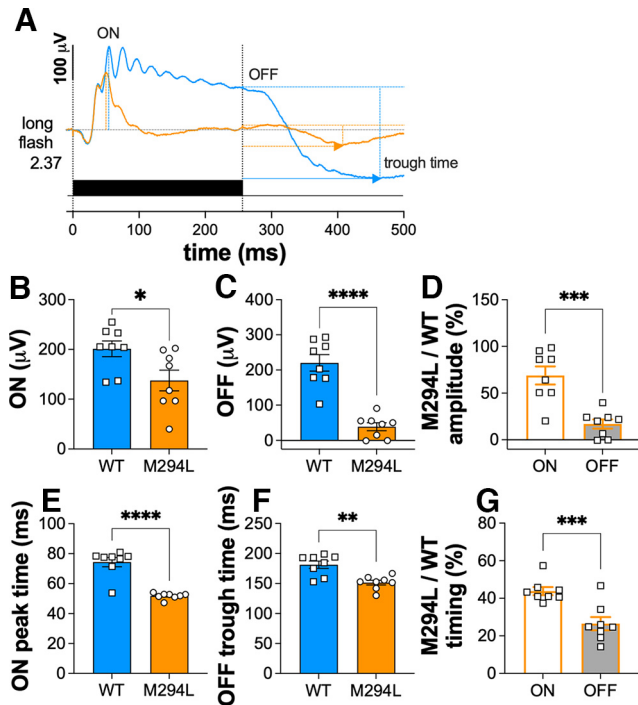 A
ON
100 µV
OFF
long
flash
2.37
trough time
0 100 200 300 400 500
time (ms)
B
ON (µV)
300
200
100
0
*
WT M294L
C
OFF (µV)
400
300
200
100
0
****
WT M294L
D
M294L / WT
amplitude (%)
150
100
50
0
***
ON OFF
E
ON peak time (ms)
100
80
60
40
20
0
****
WT M294L
F
OFF trough time (ms)
250
200
150
100
50
0
**
WT M294L
G
M294L / WT
timing (%)
80
60
40
20
0
***
ON OFF